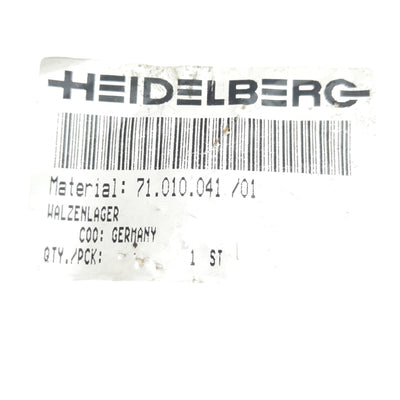 HEIDELBERG
Material: 71.010.041 /01
WALZENLAGER
COO: GERMANY
QTY./PCK: 1 ST